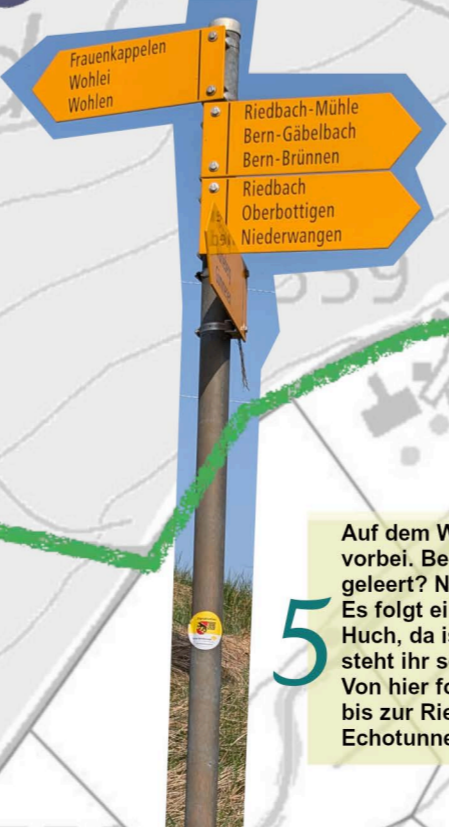 Frauenkappelen
Wohlei
Wohlen
Riedbach-Mühle
Bern-Gäbelbach
Bern-Brünnen
Riedbach
Oberbottigen
Niederwangen
559
5
Auf dem W
vorbei. Be
geleert? N
Es folgt ei
Huch, da is
steht ihr s
Von hier fo
bis zur Rie
Echotunne